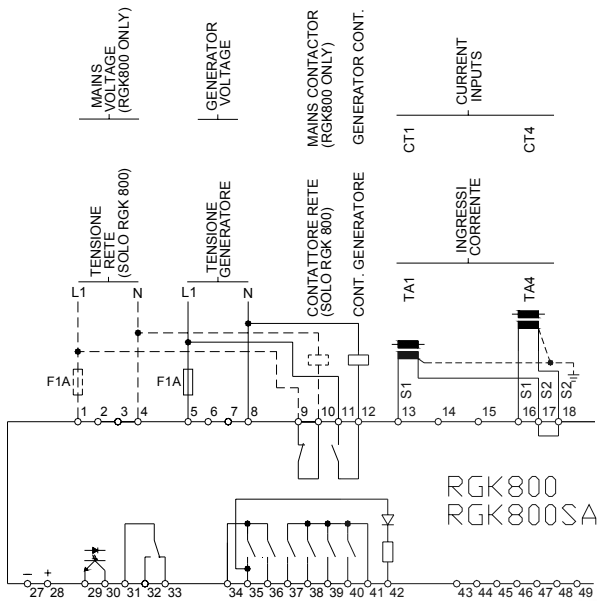 MAINS
VOLTAGE
(RGK800 ONLY)
GENERATOR
VOLTAGE
MAINS CONTACTOR
(RGK800 ONLY)
GENERATOR CONT.
CURRENT
INPUTS
CT1
CT4
TENSIONE
RETE
(SOLO RGK 800)
TENSIONE
GENERATORE
CONTATTORE RETE
(SOLO RGK 800)
CONT. GENERATORE
INGRESSI
CORRENTE
TA1
TA4
L1 N L1 N
F1A F1A
S1 S1 S2 S2
1 2 3 4 5 6 7 8 9 10 11 12 13 14 15 16 17 18
RGK800
RGK800SA
- +
27 28 29 30 31 32 33 34 35 36 37 38 39 40 41 42 43 44 45 46 47 48 49